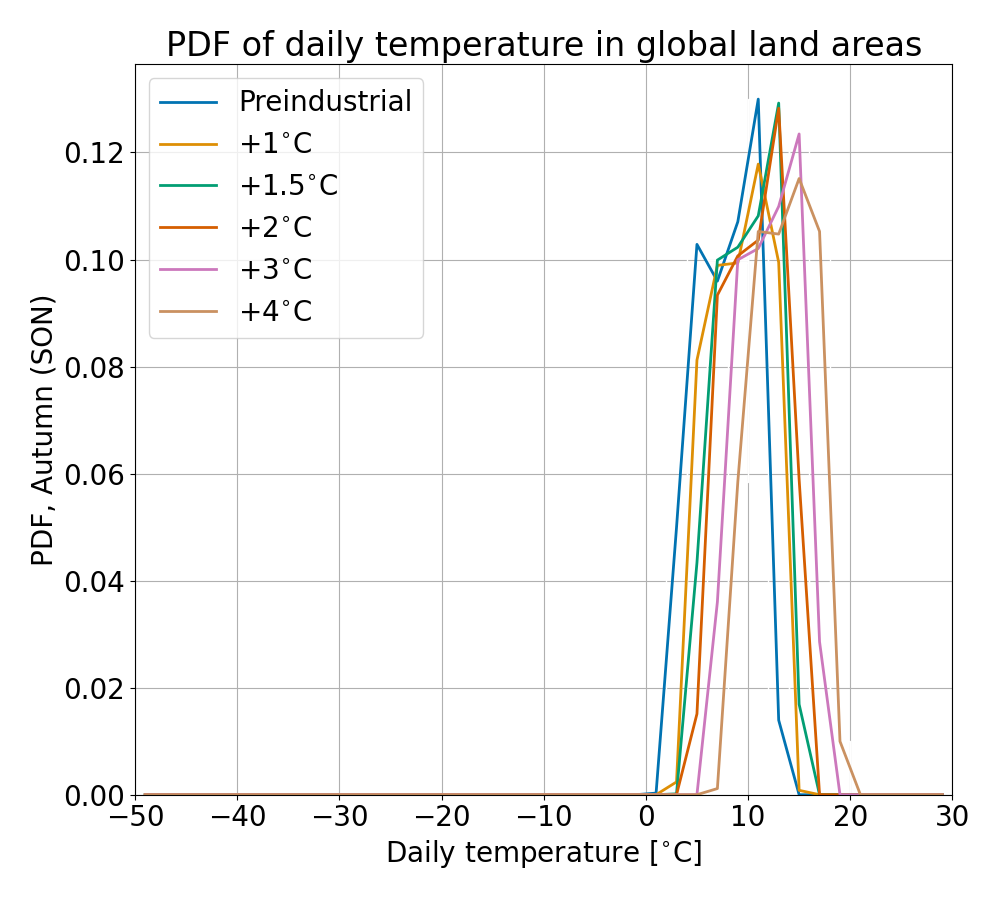 PDF of daily temperature in global land areas
Preindustrial
+1°C
+1.5°C
+2°C
+3°C
+4°C
0.12
0.10
0.08
0.06
0.04
0.02
0.00
PDF, Autumn (SON)
−50 −40 −30 −20 −10 0 10 20 30
Daily temperature [°C]